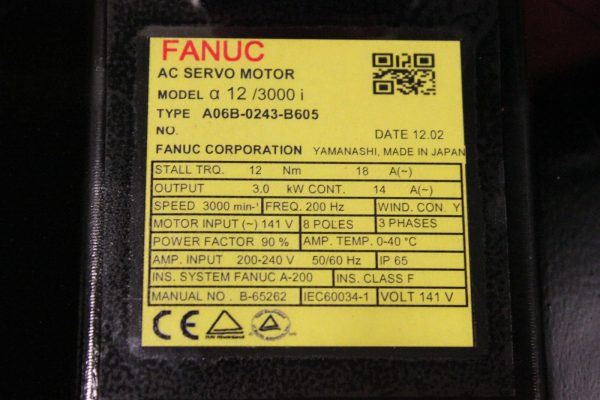 FANUC
AC SERVO MOTOR
MODEL α 12 /3000 i
TYPE A06B-0243-B605
NO. DATE 12.02
FANUC CORPORATION YAMANASHI, MADE IN JAPAN
STALL TRQ. 12 Nm 18 A(~)
OUTPUT 3.0 kW CONT. 14 A(~)
SPEED 3000 min-¹ FREQ. 200 Hz WIND. CON. Y
MOTOR INPUT (~) 141 V 8 POLES 3 PHASES
POWER FACTOR 90 % AMP. TEMP. 0-40 °C
AMP. INPUT 200-240 V 50/60 Hz IP 65
INS. SYSTEM FANUC A-200 INS. CLASS F
MANUAL NO. B-65262 IEC60034-1 VOLT 141 V
CE
TÜV Rheinland